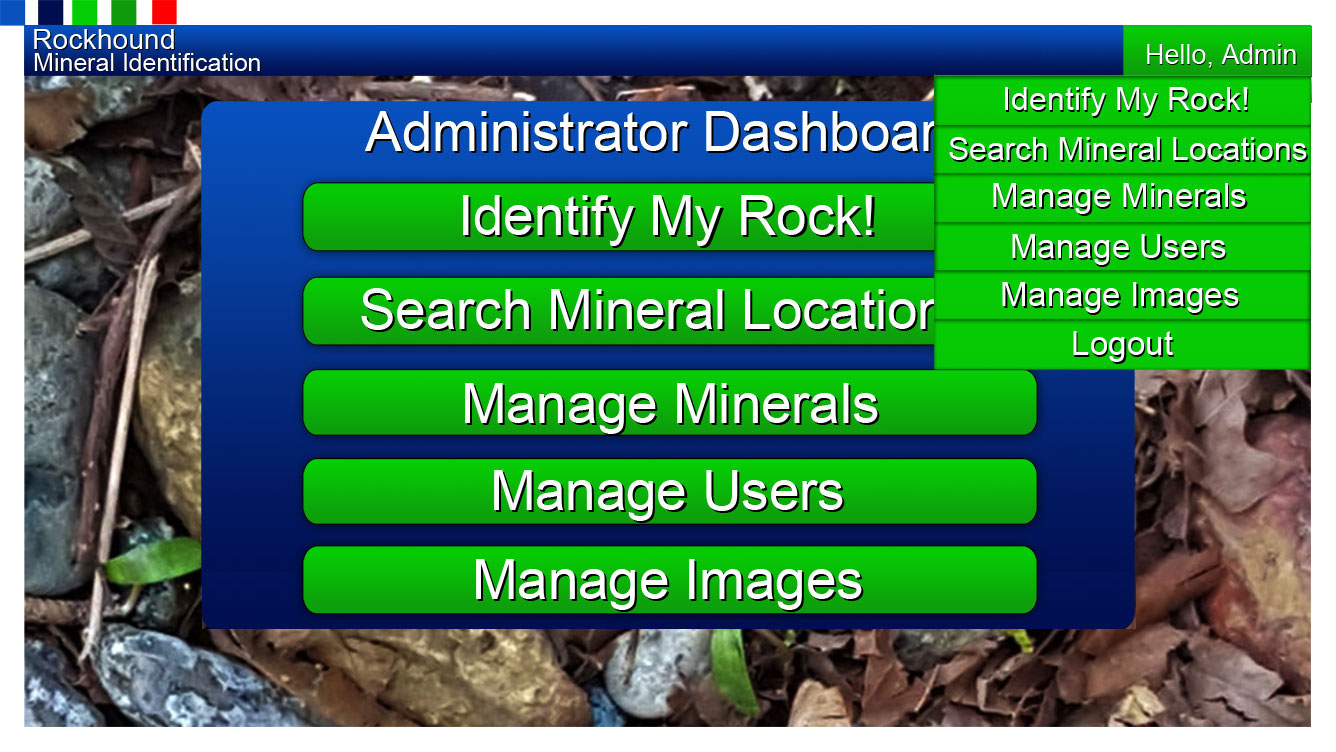 Rockhound
Mineral Identification
Hello, Admin
Identify My Rock!
Search Mineral Locations
Manage Minerals
Manage Users
Manage Images
Logout
Administrator Dashboar
Identify My Rock!
Search Mineral Location
Manage Minerals
Manage Users
Manage Images